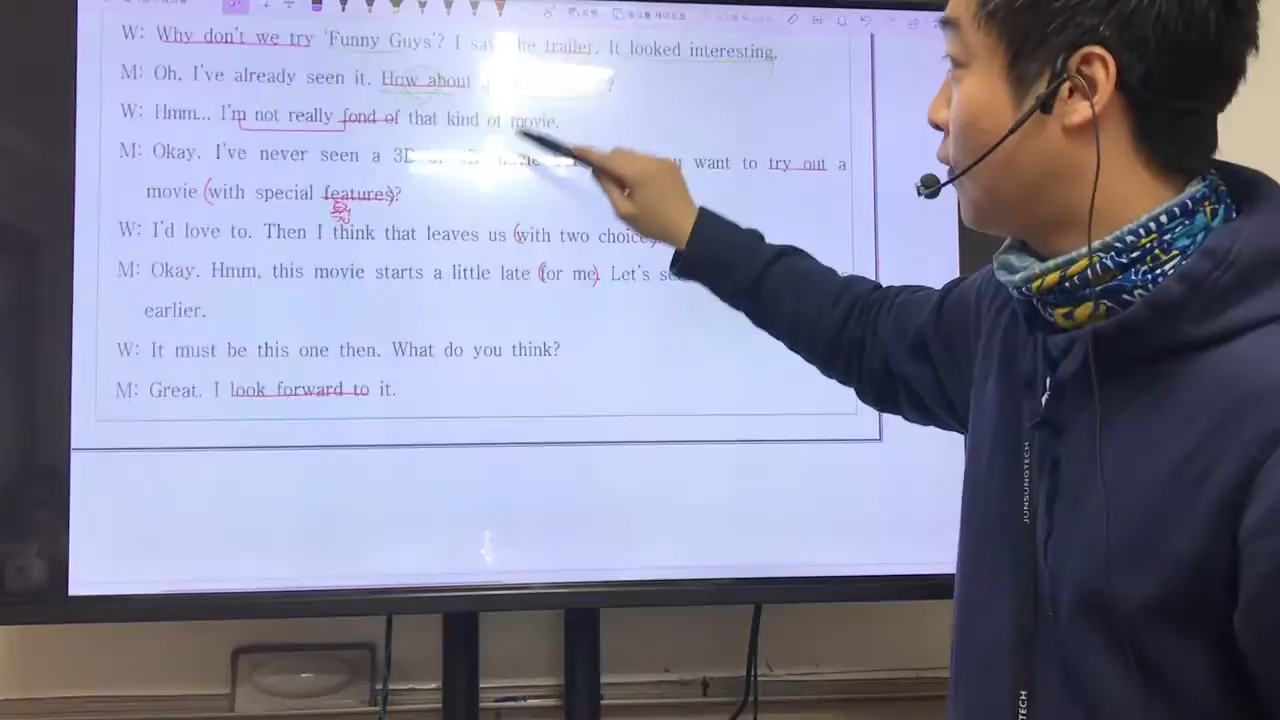 W: Why don't we try 'Funny Guys'? I the trailer. It looked interesting.
M: Oh, I've already seen it. How about ?
W: Hmm... I'm not really fond of that kind of movie.
M: Okay. I've never seen a 3D want to try out a
movie (with special features)?
W: I'd love to. Then I think that leaves us (with two choices).
M: Okay. Hmm, this movie starts a little late (for me). Let's
earlier.
W: It must be this one then. What do you think?
M: Great. I look forward to it.
JUNSUNGTECH
JUNSUNGTECH